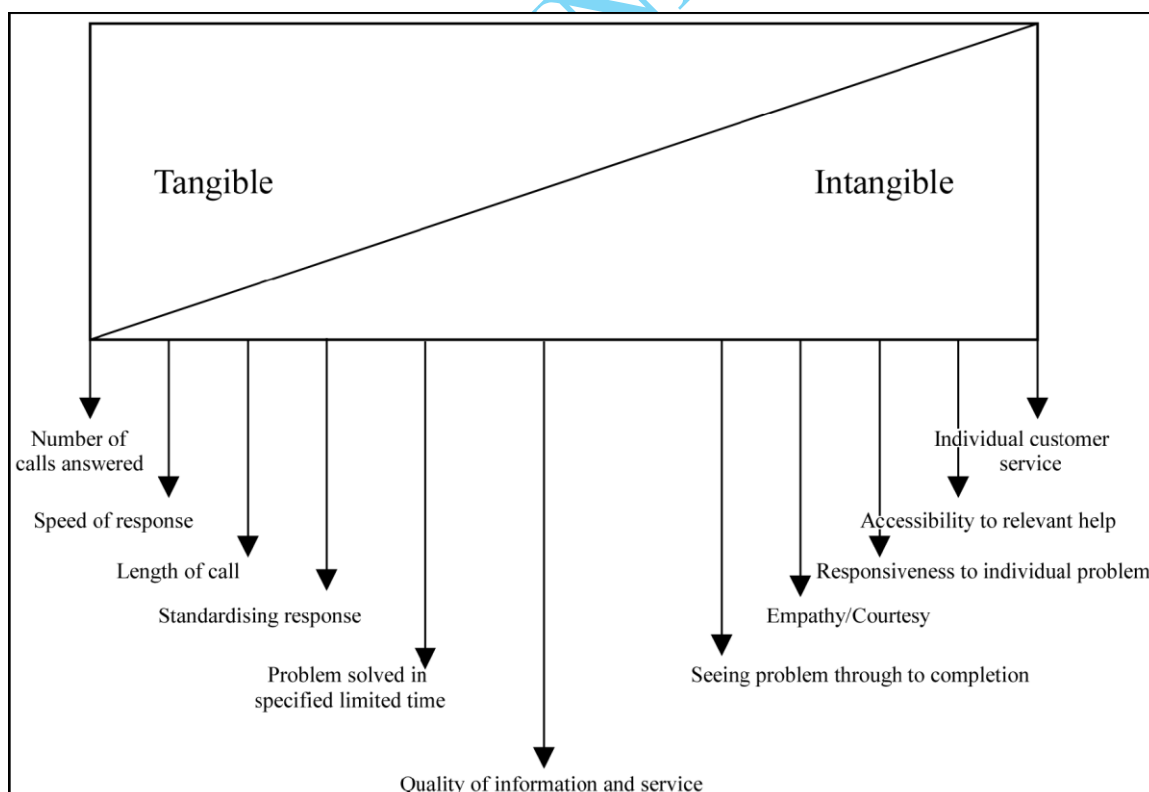 Tangible
Intangible
Number of
calls answered
Individual customer
service
Speed of response
Accessibility to relevant help
Length of call
Responsiveness to individual problem
Standardising response
Empathy/Courtesy
Problem solved in
specified limited time
Seeing problem through to completion
Quality of information and service